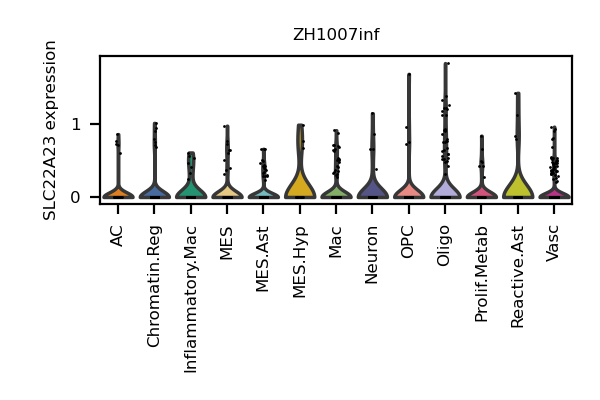 ZH1007inf
SLC22A23 expression
1
0
AC
Chromatin.Reg
Inflammatory.Mac
MES
MES.Ast
MES.Hyp
Mac
Neuron
OPC
Oligo
Prolif.Metab
Reactive.Ast
Vasc